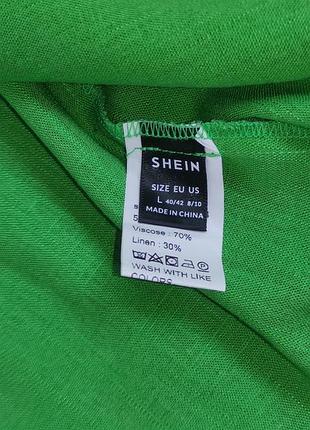 SHEIN
SIZE EU US
L 40/42 8/10
MADE IN CHINA
Viscose : 70%
Linen : 30%
WASH WITH LIKE
COLORS